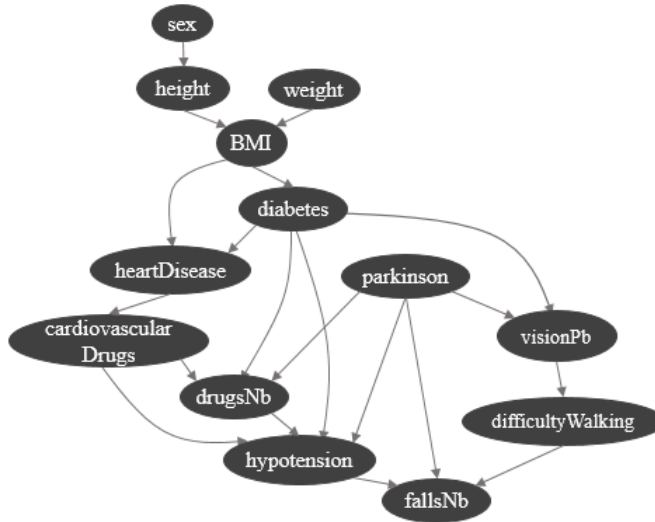 sex
height
weight
BMI
diabetes
heartDisease
parkinson
cardiovascular
Drugs
visionPb
drugsNb
difficultyWalking
hypotension
fallsNb